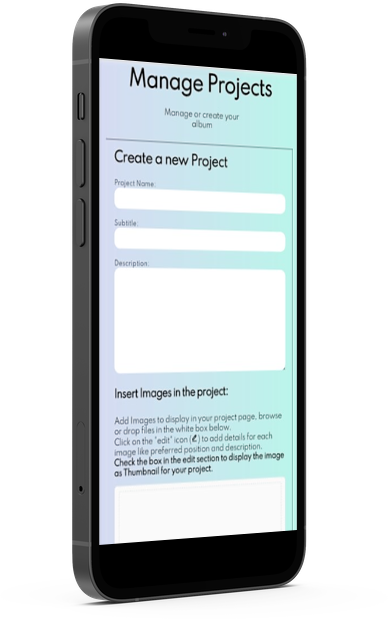 Manage Projects
Manage or create your
album
Create a new Project
Project Name:
Subtitle:
Description:
Insert Images in the project:
Add Images to display in your project page, browse
or drop files in the white box below.
Click on the "edit" icon ( ) to add details for each
image like preferred position and description.
Check the box in the edit section to display the image
as Thumbnail for your project.